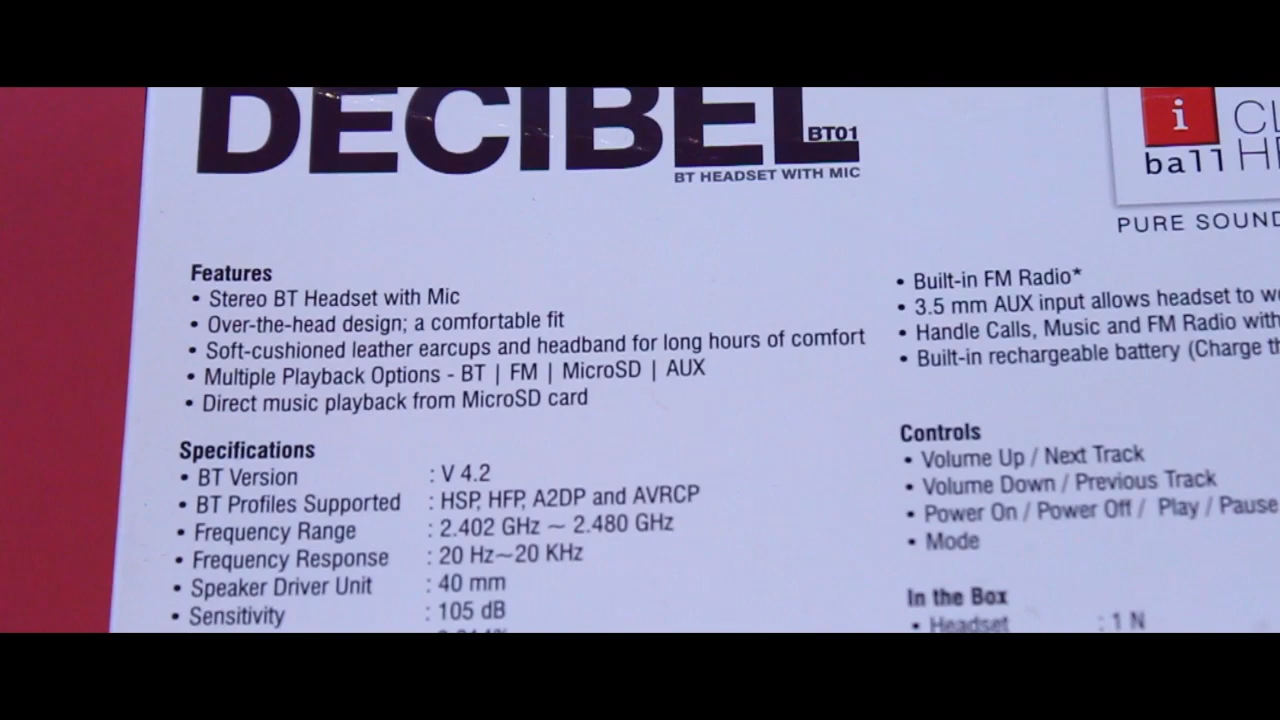 DECIBEL
BT01
BT HEADSET WITH MIC
i
ball
PURE SOUND
Features
• Stereo BT Headset with Mic
• Over-the-head design; a comfortable fit
• Soft-cushioned leather earcups and headband for long hours of comfort
• Multiple Playback Options - BT | FM | MicroSD | AUX
• Direct music playback from MicroSD card
• Built-in FM Radio*
• 3.5 mm AUX input allows headset to
• Handle Calls, Music and FM Radio with
• Built-in rechargeable battery (Charge
Specifications
• BT Version : V 4.2
• BT Profiles Supported : HSP, HFP, A2DP and AVRCP
• Frequency Range : 2.402 GHz ~ 2.480 GHz
• Frequency Response : 20 Hz~20 KHz
• Speaker Driver Unit : 40 mm
• Sensitivity : 105 dB
Controls
• Volume Up / Next Track
• Volume Down / Previous Track
• Power On / Power Off / Play / Pause
• Mode
In the Box
• Headset : 1 N